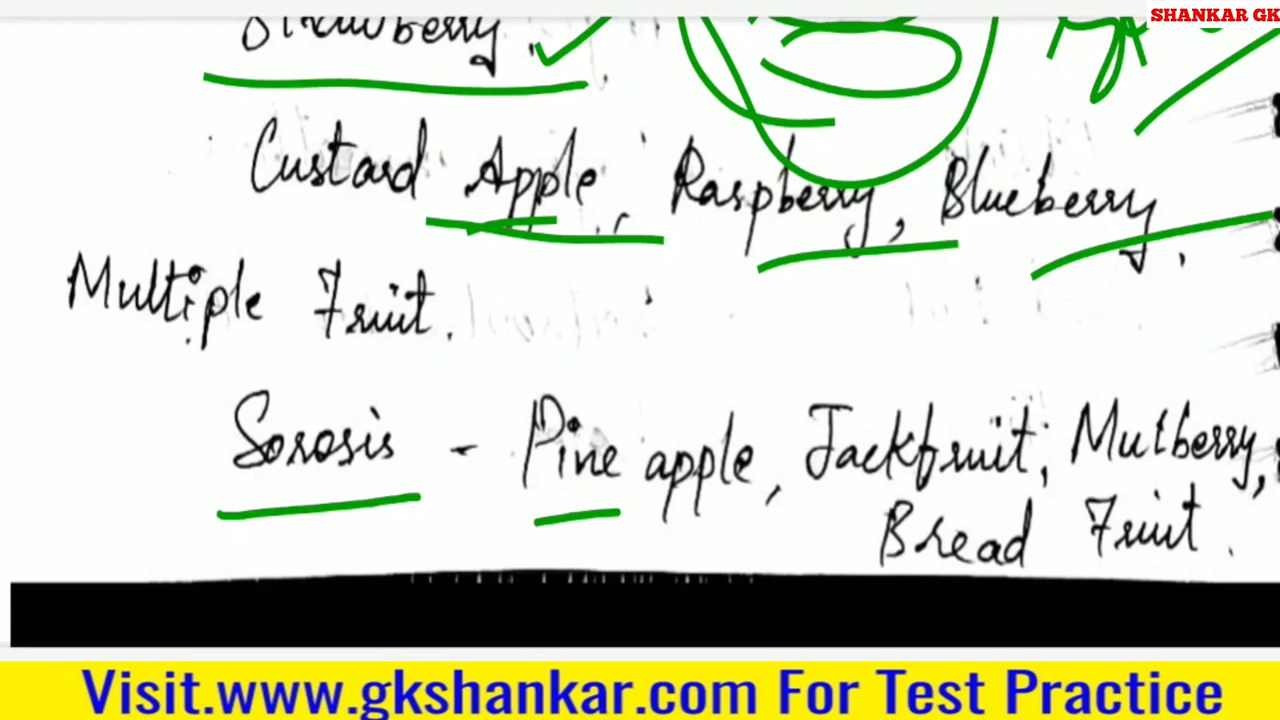 SHANKAR GK
Strawberry.
Custard Apple, Raspberry, Blueberry.
Multiple Fruit.
Sorosis - Pine apple, Jackfruit, Mulberry,
Bread Fruit.
Visit.www.gkshankar.com For Test Practice